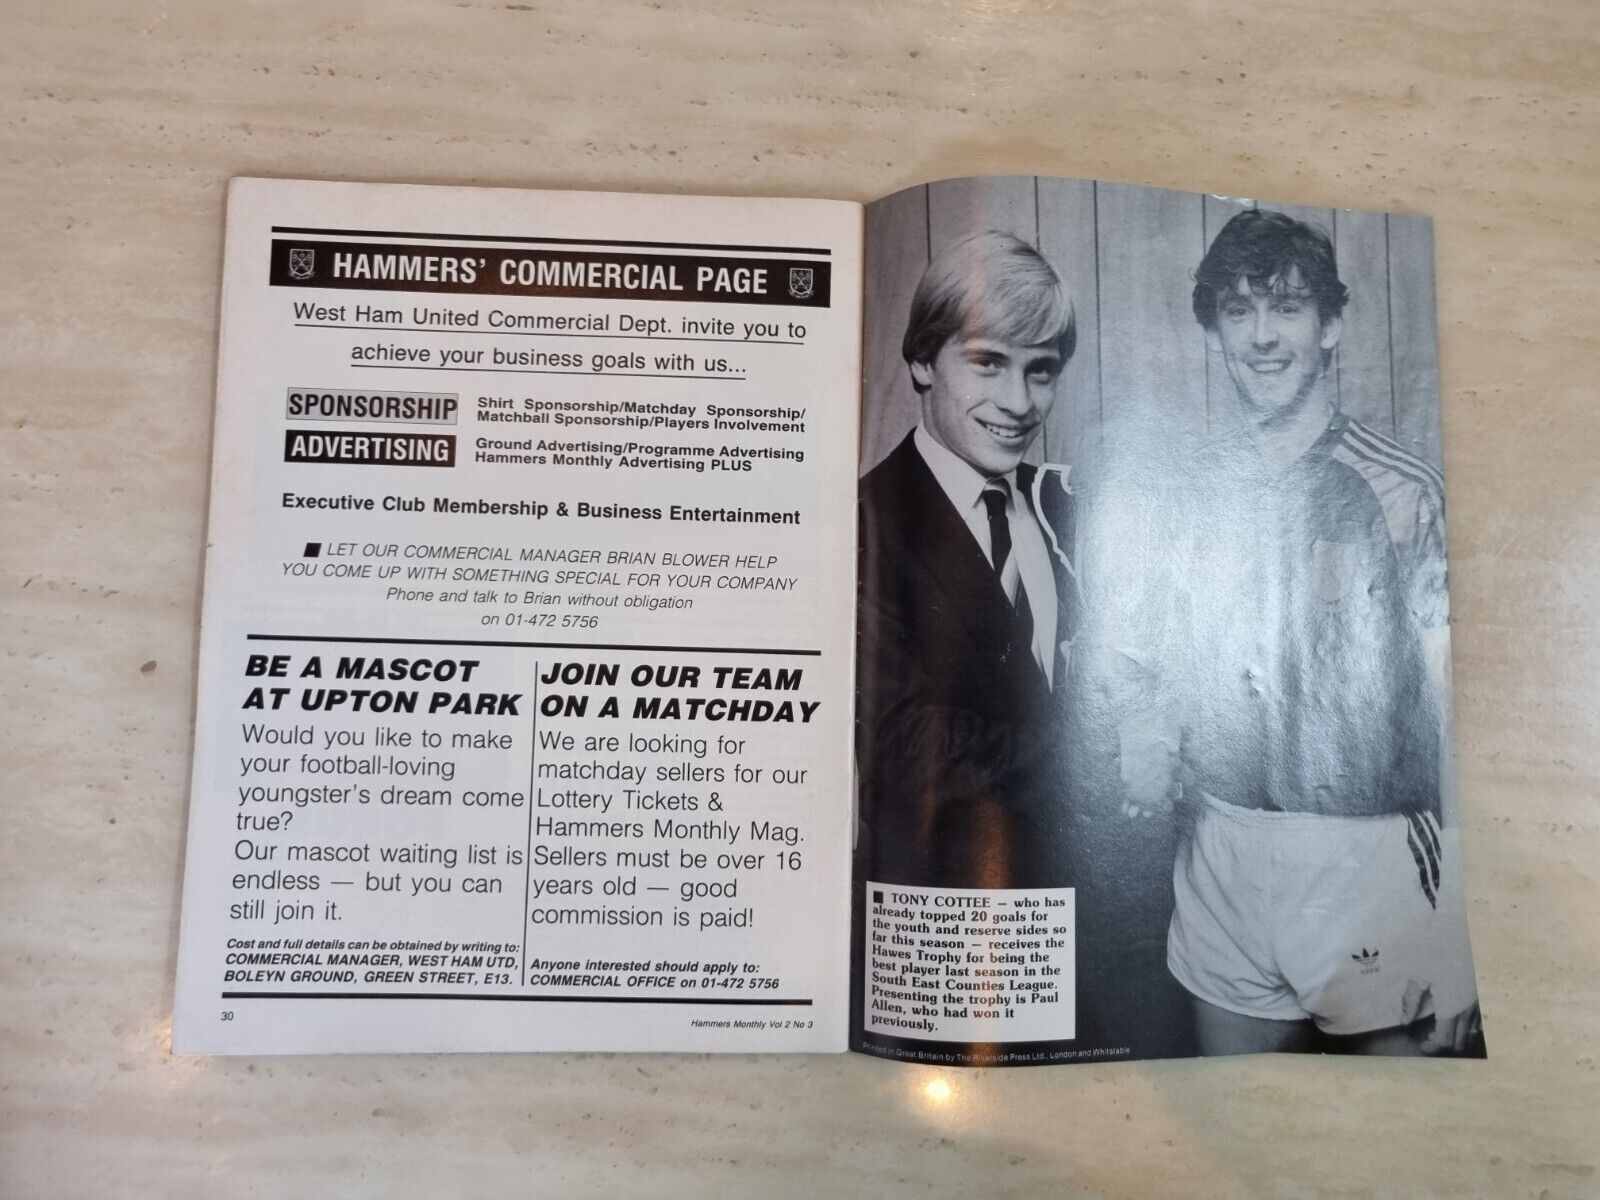 HAMMERS' COMMERCIAL PAGE
West Ham United Commercial Dept. invite you to
achieve your business goals with us...
SPONSORSHIP
Shirt Sponsorship/Matchday Sponsorship/
Matchball Sponsorship/Players Involvement
ADVERTISING
Ground Advertising/Programme Advertising
Hammers Monthly Advertising PLUS
Executive Club Membership & Business Entertainment
■ LET OUR COMMERCIAL MANAGER BRIAN BLOWER HELP
YOU COME UP WITH SOMETHING SPECIAL FOR YOUR COMPANY
Phone and talk to Brian without obligation
on 01-472 5756
BE A MASCOT
AT UPTON PARK
Would you like to make
your football-loving
youngster's dream come
true?
Our mascot waiting list is
endless — but you can
still join it.
Cost and full details can be obtained by writing to:
COMMERCIAL MANAGER, WEST HAM UTD,
BOLEYN GROUND, GREEN STREET, E13.
JOIN OUR TEAM
ON A MATCHDAY
We are looking for
matchday sellers for our
Lottery Tickets &
Hammers Monthly Mag.
Sellers must be over 16
years old — good
commission is paid!
Anyone interested should apply to:
COMMERCIAL OFFICE on 01-472 5756
30
Hammers Monthly Vol 2 No 3
■ TONY COTTEE — who has
already topped 20 goals for
the youth and reserve sides so
far this season — receives the
Hawes Trophy for being the
best player last season in the
South East Counties League.
Presenting the trophy is Paul
Allen, who had won it
previously.
Printed in Great Britain by The Riverside Press Ltd., London and Whitstable